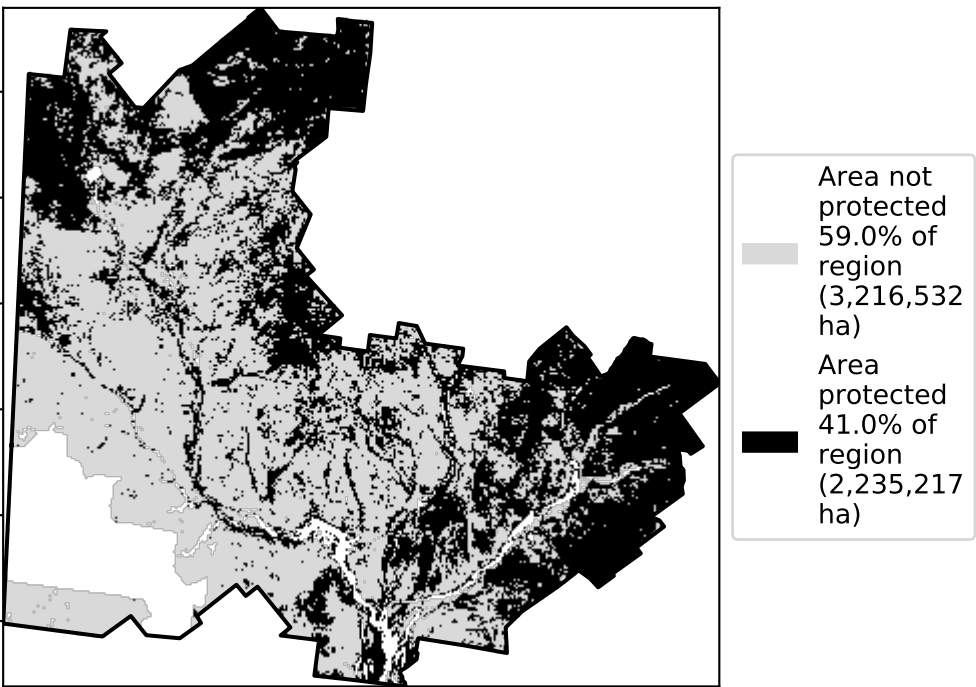 Area not
protected
59.0% of
region
(3,216,532
ha)
Area
protected
41.0% of
region
(2,235,217
ha)